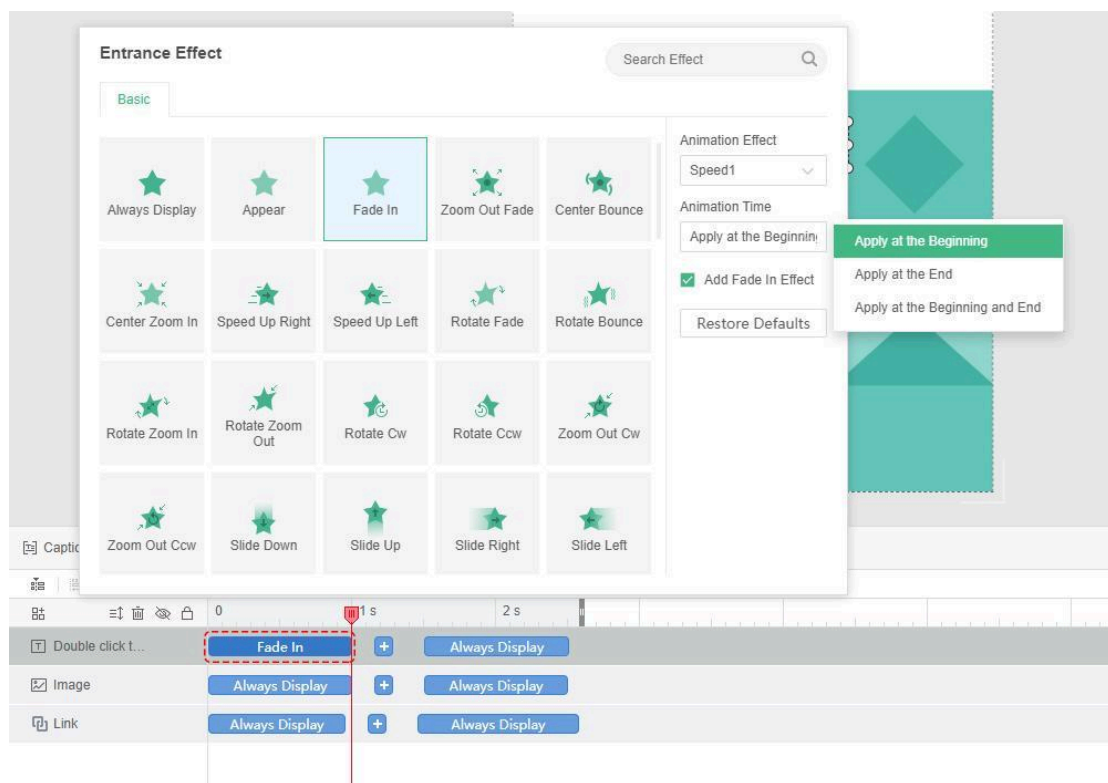 Entrance Effect
Search Effect
Basic
Always Display
Appear
Fade In
Zoom Out Fade
Center Bounce
Center Zoom In
Speed Up Right
Speed Up Left
Rotate Fade
Rotate Bounce
Rotate Zoom In
Rotate Zoom
Out
Rotate Cw
Rotate Ccw
Zoom Out Cw
Zoom Out Ccw
Slide Down
Slide Up
Slide Right
Slide Left
Animation Effect
Speed1
Animation Time
Apply at the Beginning
Add Fade In Effect
Restore Defaults
Apply at the Beginning
Apply at the End
Apply at the Beginning and End
Captic
0 1 s 2 s
Double click t... Fade In Always Display
Image Always Display Always Display
Link Always Display Always Display